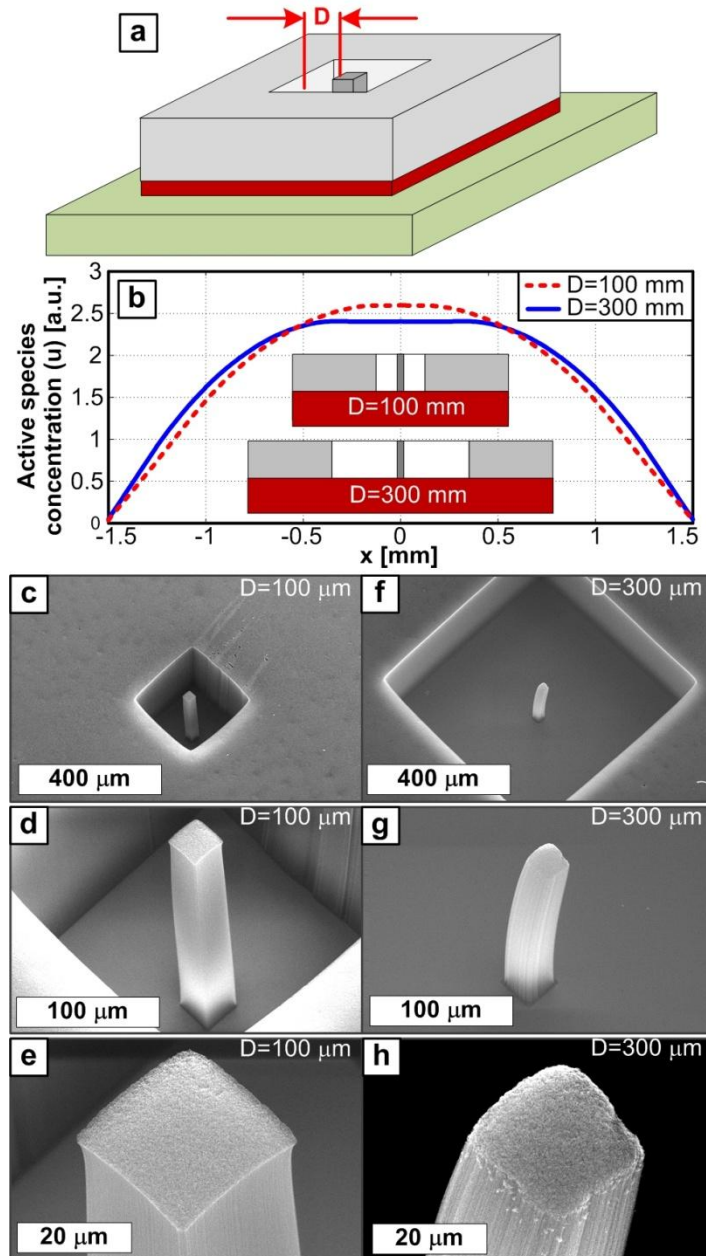 a
D
b
D=100 mm
D=300 mm
Active species
concentration (u) [a.u.]
3
2.5
2
1.5
1
0.5
0
D=100 mm
D=300 mm
-1.5
-1
-0.5
0
0.5
1
1.5
x [mm]
c
D=100 μm
400 μm
f
D=300 μm
400 μm
d
D=100 μm
100 μm
g
D=300 μm
100 μm
e
D=100 μm
20 μm
h
D=300 μm
20 μm